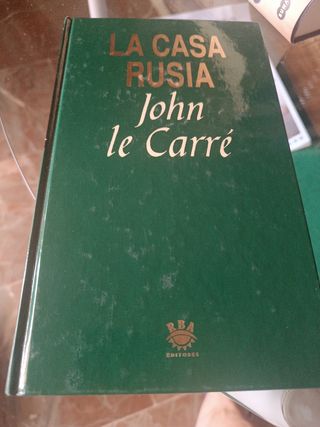 LA CASA
RUSIA
John
le Carré
RBA
EDITORES